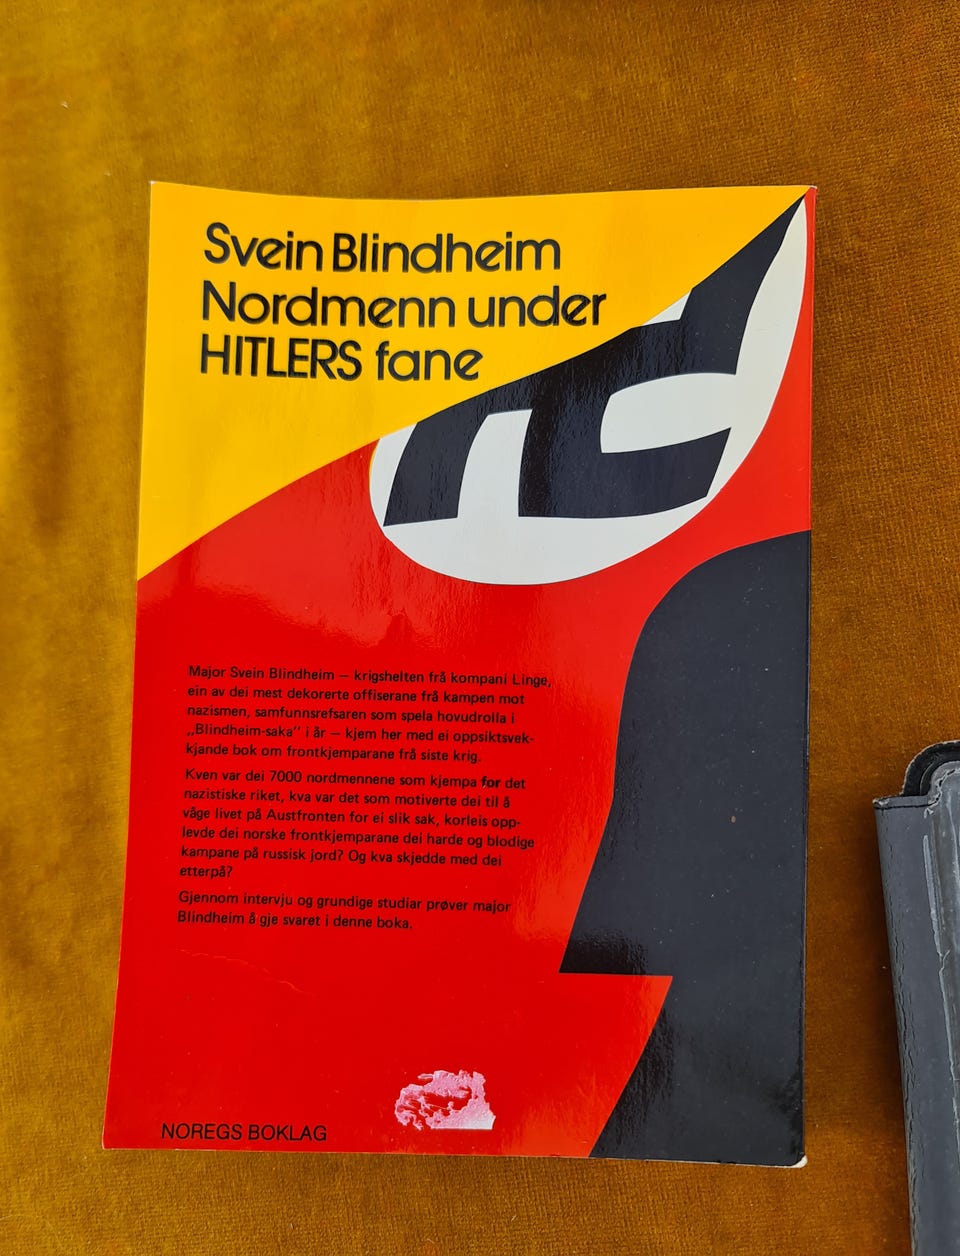 Svein Blindheim
Nordmenn under
HITLERS fane
Major Svein Blindheim — krigshelten frå kompani Linge,
ein av dei mest dekorerte offiserane frå kampen mot
nazismen, samfunnsrefsaren som spela hovudrolla i
„Blindheim-saka” i år — kjem her med ei oppsiktsvek-
kjande bok om frontkjemparane frå siste krig.
Kven var dei 7000 nordmennene som kjempa for det
nazistiske riket, kva var det som motiverte dei til å
våge livet på Austfronten for ei slik sak, korleis opp-
levde dei norske frontkjemparane dei harde og blodige
kampane på russisk jord? Og kva skjedde med dei
etterpå?
Gjennom intervju og grundige studiar prøver major
Blindheim å gje svaret i denne boka.
NOREGS BOKLAG